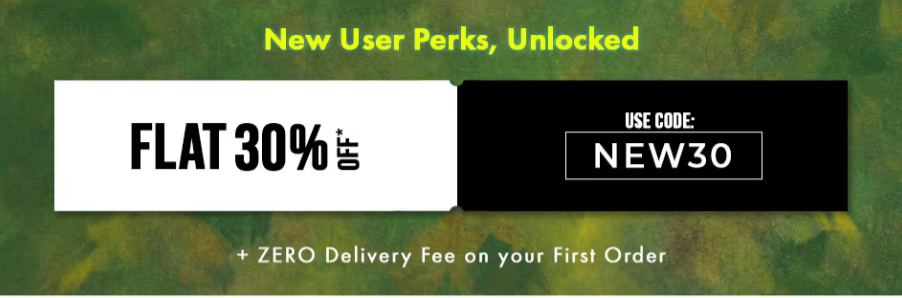 New User Perks, Unlocked
FLAT 30% OFF*
USE CODE:
NEW30
+ ZERO Delivery Fee on your First Order